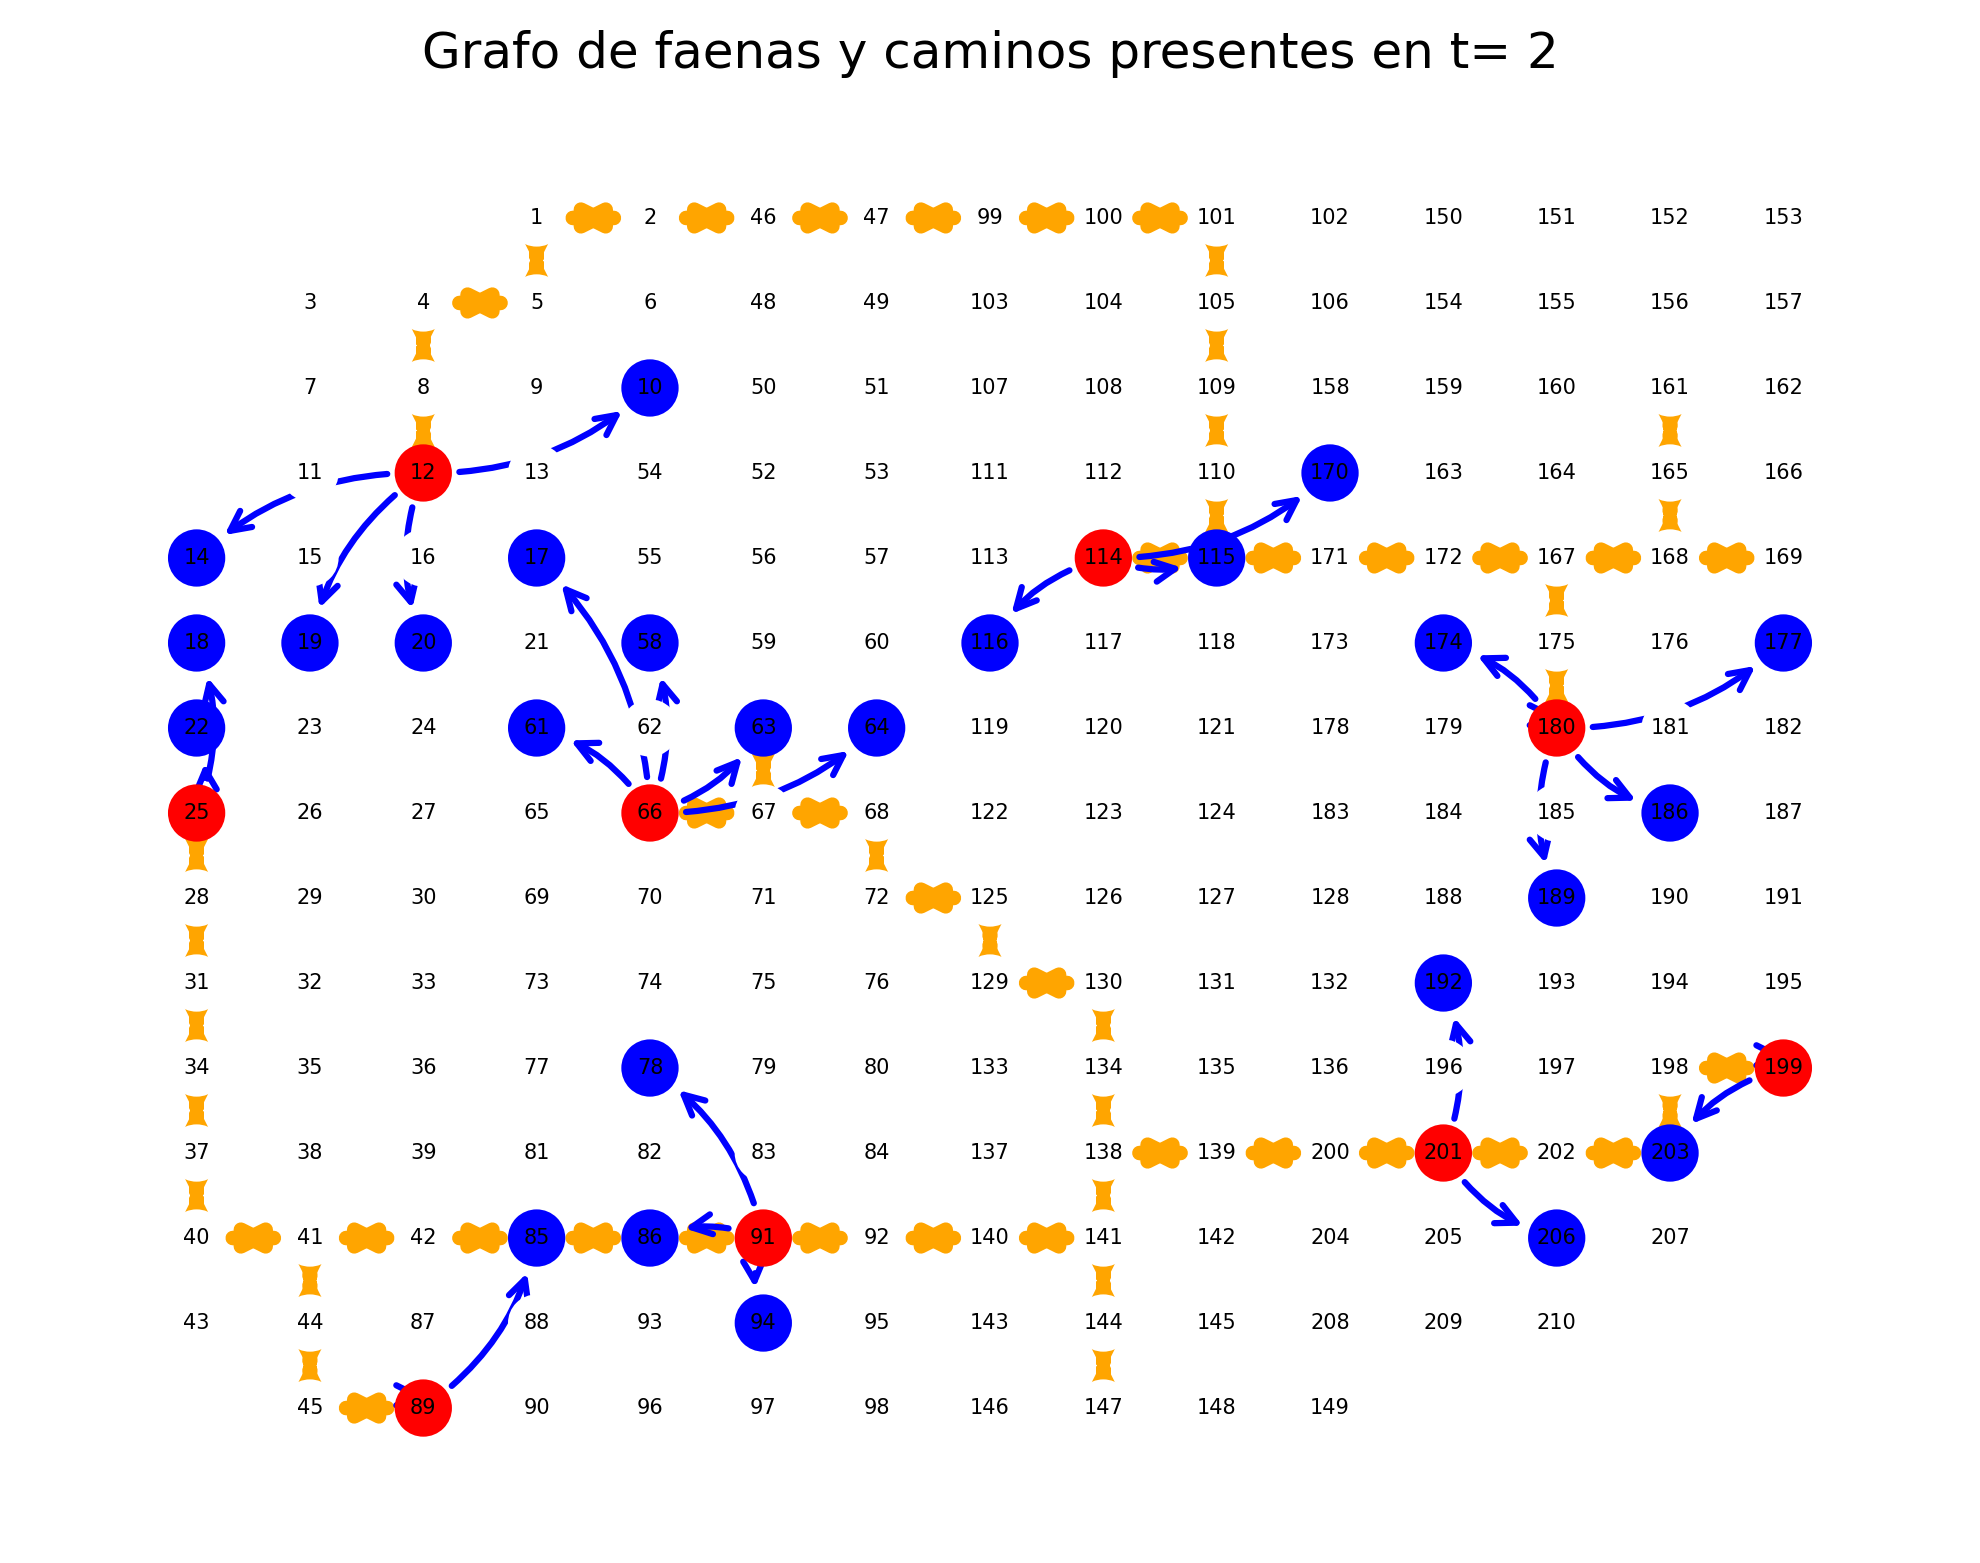 Grafo de faenas y caminos presentes en t= 2
1 2 46 47 99 100 101 102 150 151 152 153
3 4 5 6 48 49 103 104 105 106 154 155 156 157
7 8 9 10 50 51 107 108 109 158 159 160 161 162
11 12 13 54 52 53 111 112 110 170 163 164 165 166
14 15 16 17 55 56 57 113 114 115 171 172 167 168 169
18 19 20 21 58 59 60 116 117 118 173 174 175 176 177
22 23 24 61 62 63 64 119 120 121 178 179 180 181 182
25 26 27 65 66 67 68 122 123 124 183 184 185 186 187
28 29 30 69 70 71 72 125 126 127 128 188 189 190 191
31 32 33 73 74 75 76 129 130 131 132 192 193 194 195
34 35 36 77 78 79 80 133 134 135 136 196 197 198 199
37 38 39 81 82 83 84 137 138 139 200 201 202 203
40 41 42 85 86 91 92 140 141 142 204 205 206 207
43 44 87 88 93 94 95 143 144 145 208 209 210
45 89 90 96 97 98 146 147 148 149